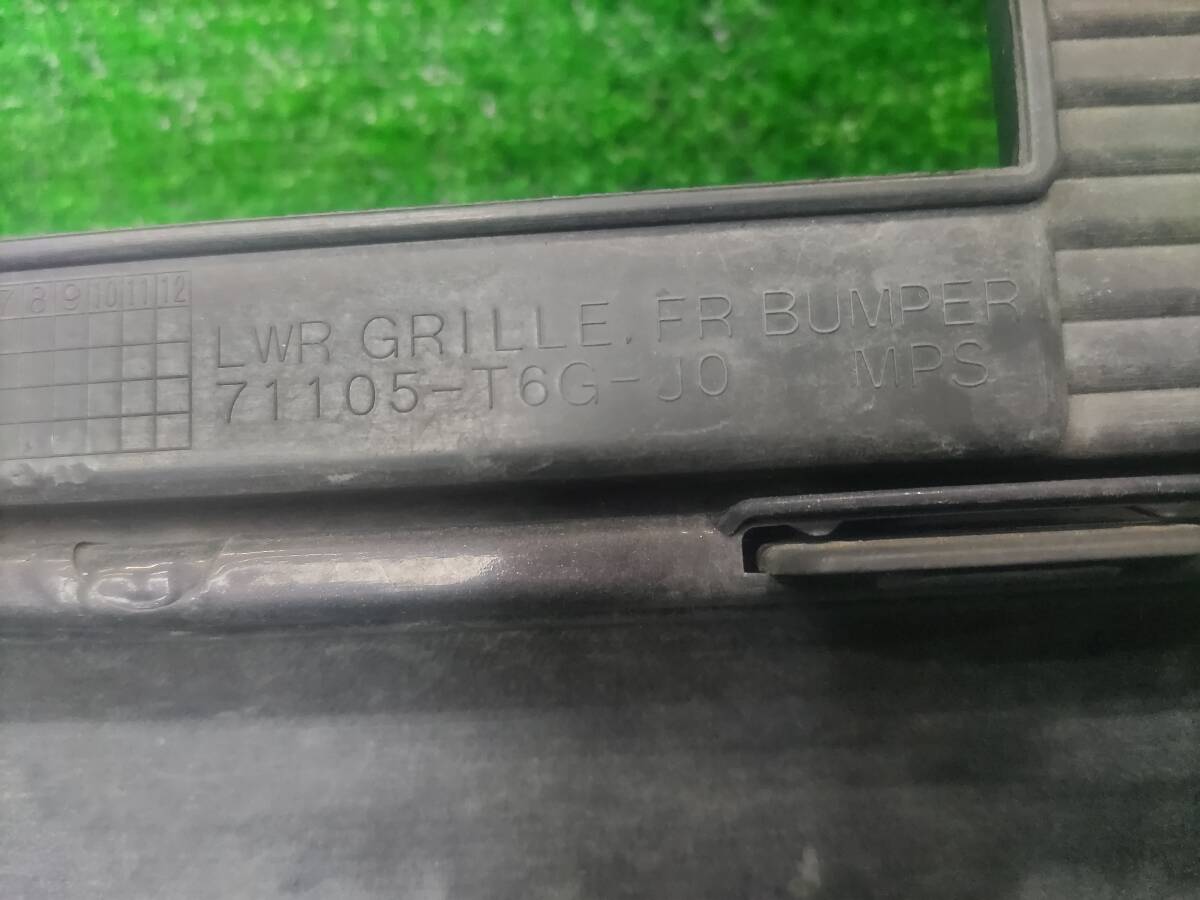 7 8 9 10 11 12
LWR GRILLE, FR BUMPER
71105-T6G-J0 MPS